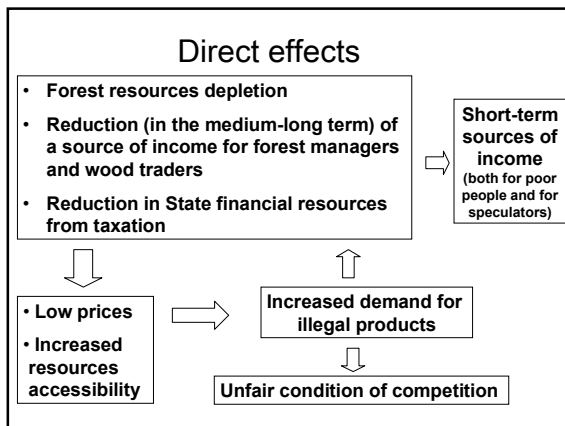 Direct effects
• Forest resources depletion
• Reduction (in the medium-long term) of
a source of income for forest managers
and wood traders
• Reduction in State financial resources
from taxation
Short-term
sources of
income
(both for poor
people and for
speculators)
• Low prices
• Increased
resources
accessibility
Increased demand for
illegal products
Unfair condition of competition